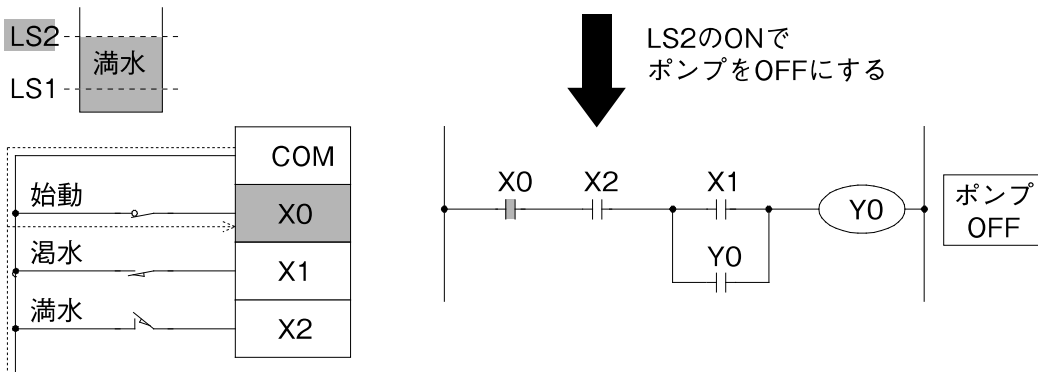 LS2
満水
LS1
LS2のONで
ポンプをOFFにする
COM
始動
X0
渇水
X1
満水
X2
X0
X2
X1
Y0
Y0
ポンプ
OFF